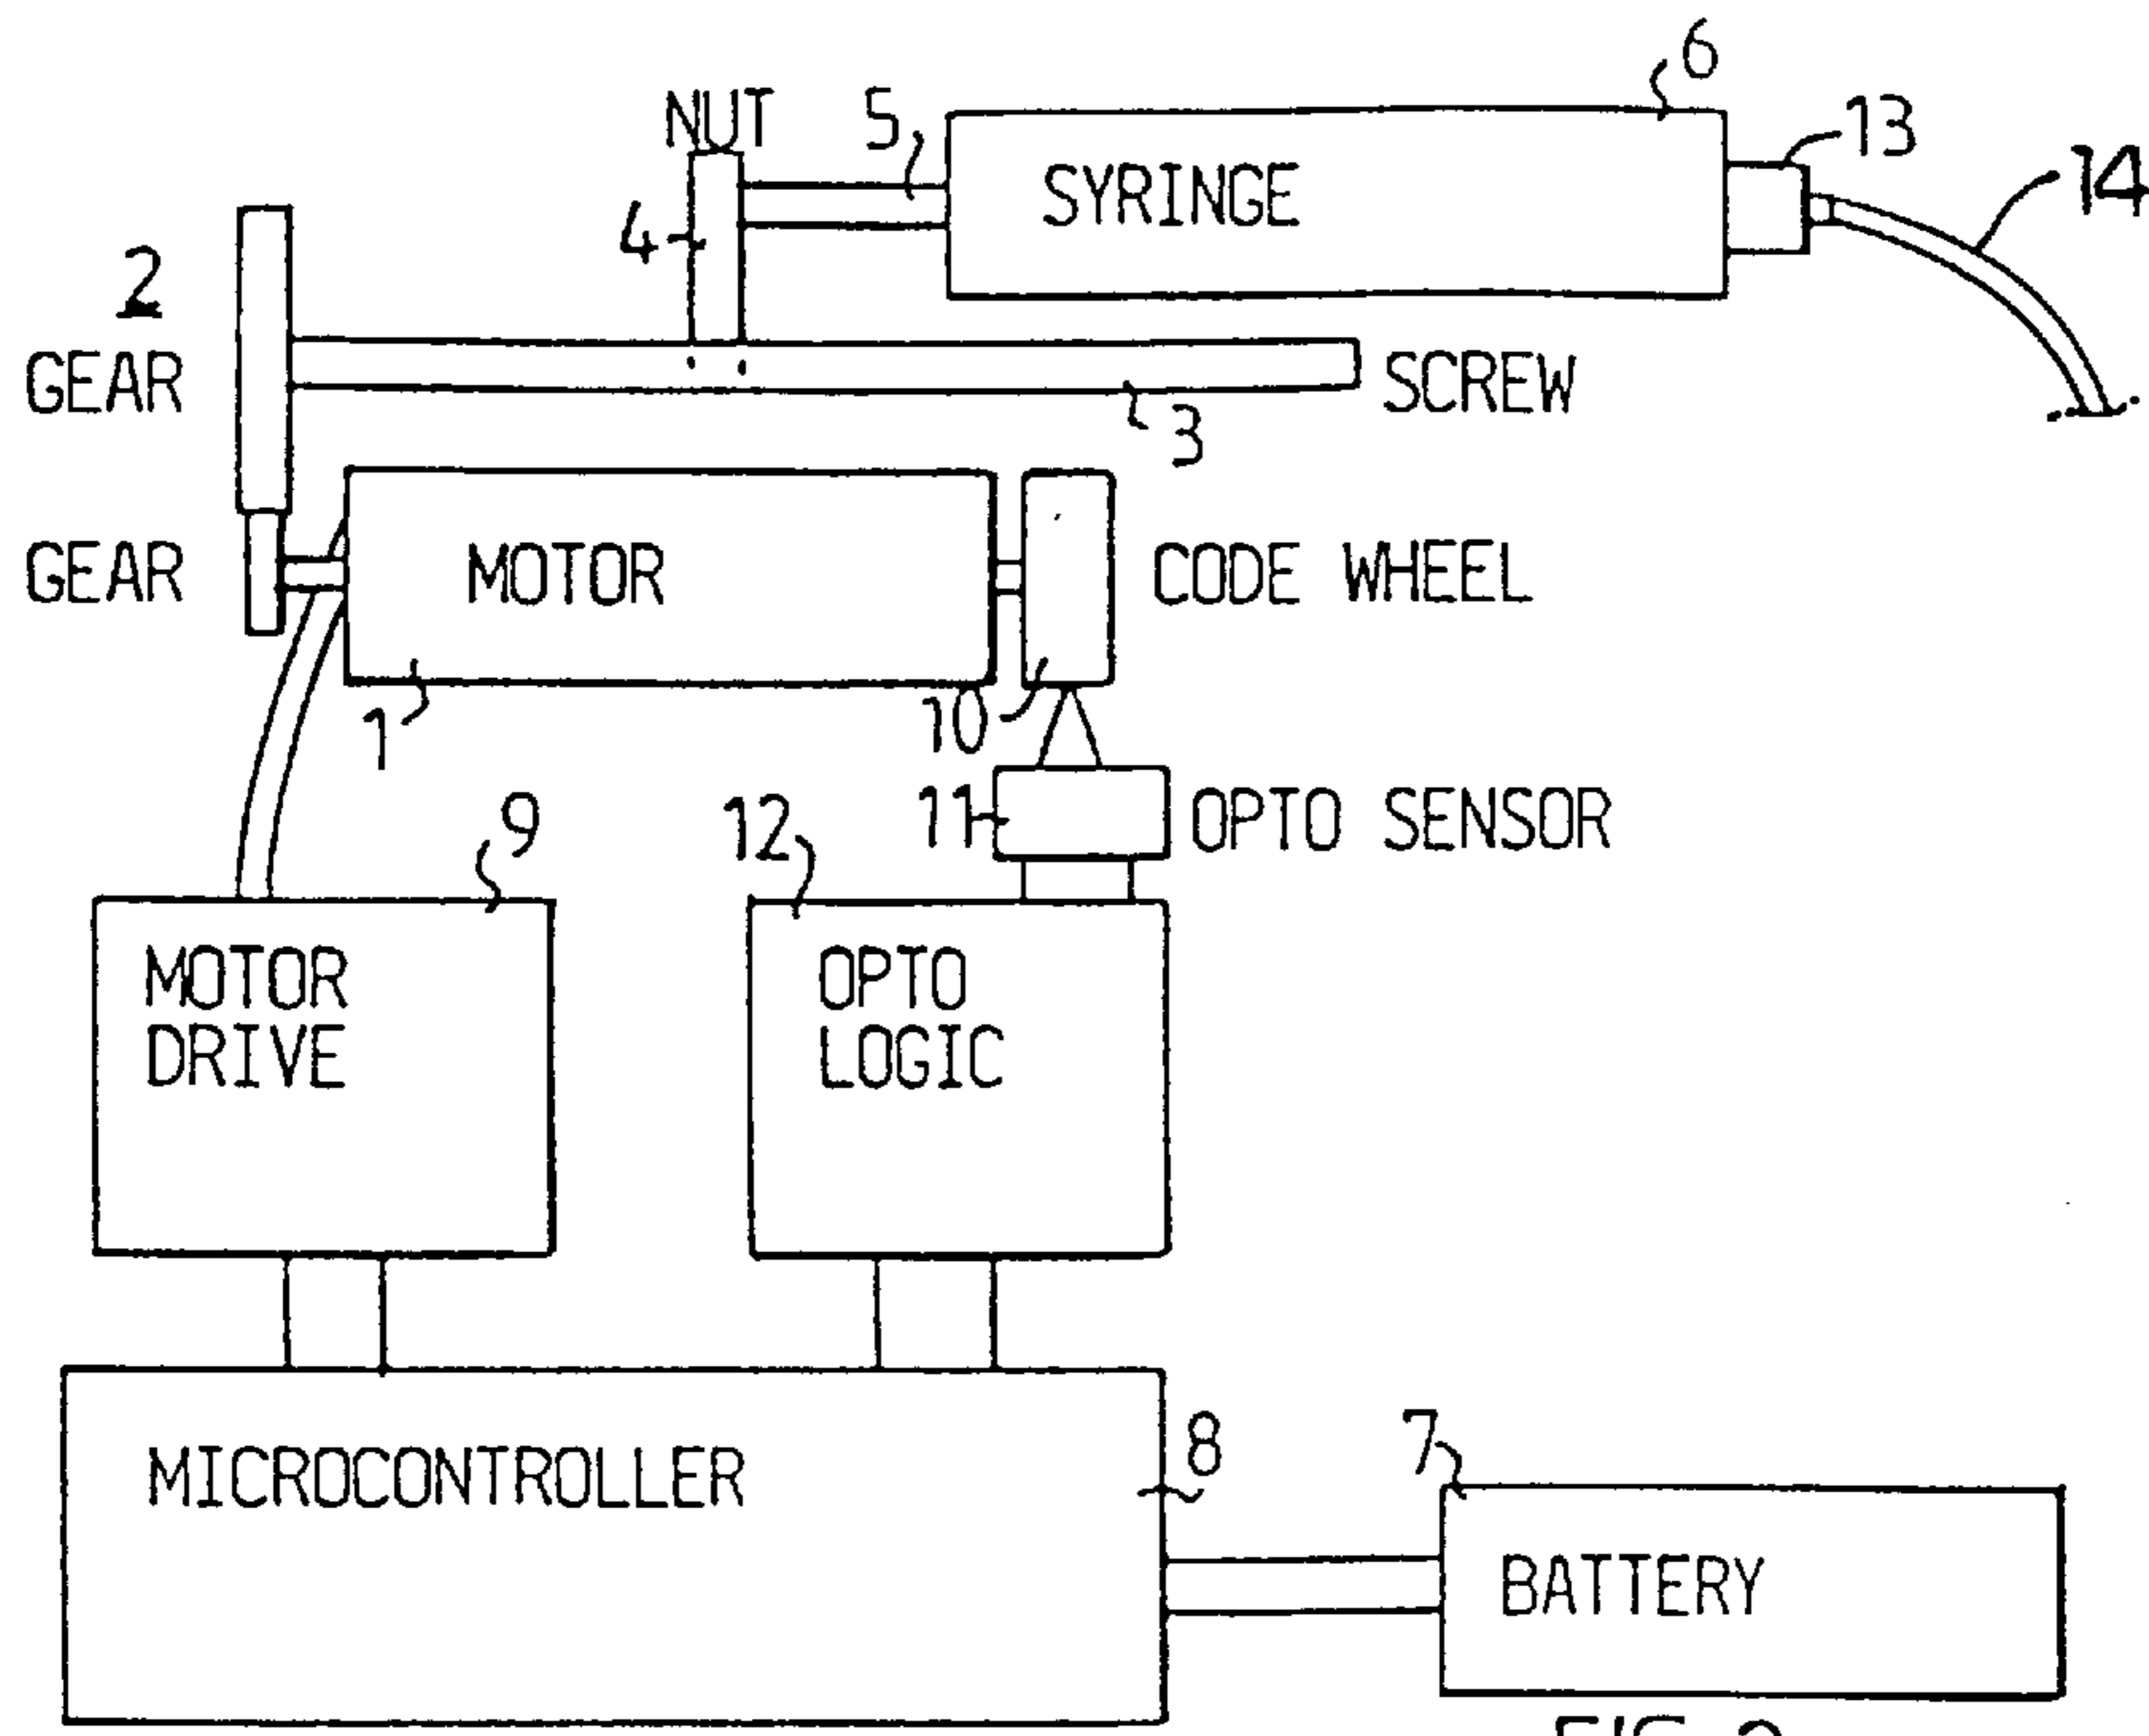 6
NUT
5
13
SYRINGE
14
4
2
GEAR
SCREW
3
GEAR
MOTOR
CODE WHEEL
1
10
9
12
11
OPTO SENSOR
MOTOR
DRIVE
OPTO
LOGIC
8
7
MICROCONTROLLER
BATTERY